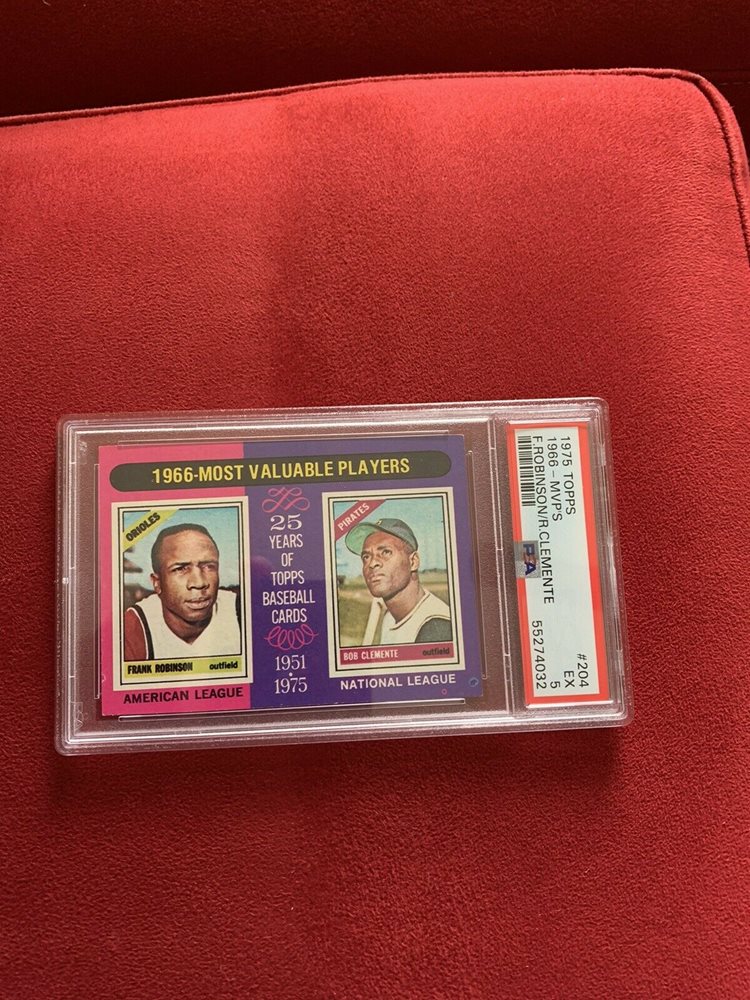 1966-MOST VALUABLE PLAYERS
ORIOLES
FRANK ROBINSON outfield
AMERICAN LEAGUE
25
YEARS
OF
TOPPS
BASEBALL
CARDS
1951
1975
PIRATES
BOB CLEMENTE outfield
NATIONAL LEAGUE
1975 TOPPS #204
1966 - MVP'S EX
F.ROBINSON/R.CLEMENTE 5
PSA 55274032